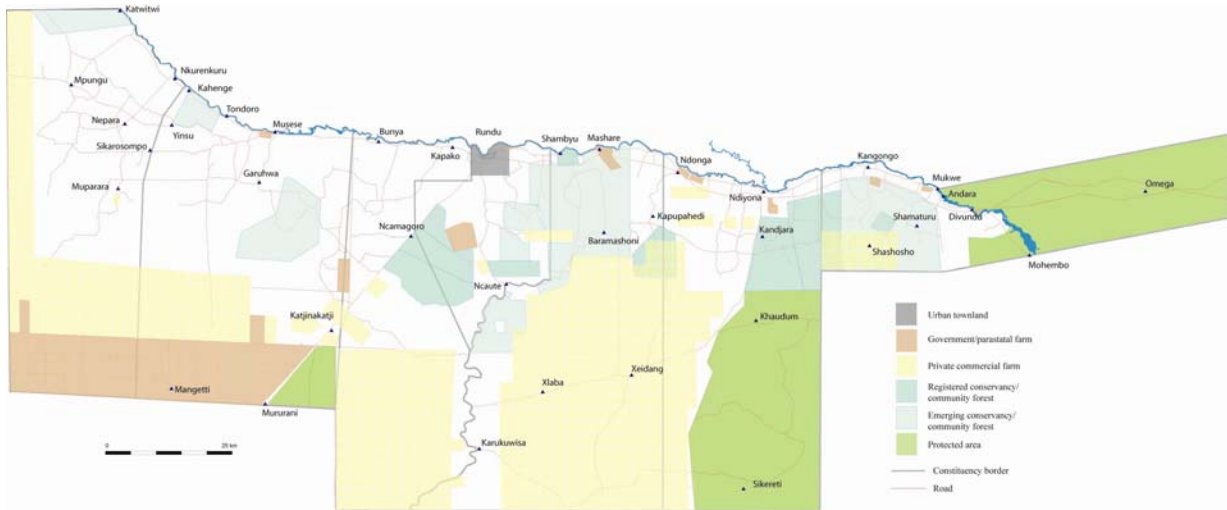 Katwitwi
Nkurenkuru
Mpungu
Kahenge
Tondoro
Nepara
Yinsu
Musese
Bunya
Rundu
Shambyu
Mashare
Sikarosompo
Kapako
Ndonga
Kangongo
Muparara
Garuhwa
Ndiyona
Mukwe
Omega
Andara
Kapupahedi
Divundu
Ncamagoro
Baramashoni
Kandjara
Shamaturu
Shashosho
Mohembo
Ncaute
Katjinakatji
Khaudum
Mangetti
Xlaba
Xeidang
Mururani
Karukuwisa
Sikereti
0 25 km
Urban townland
Government/parastatal farm
Private commercial farm
Registered conservancy/
community forest
Emerging conservancy/
community forest
Protected area
Constituency border
Road